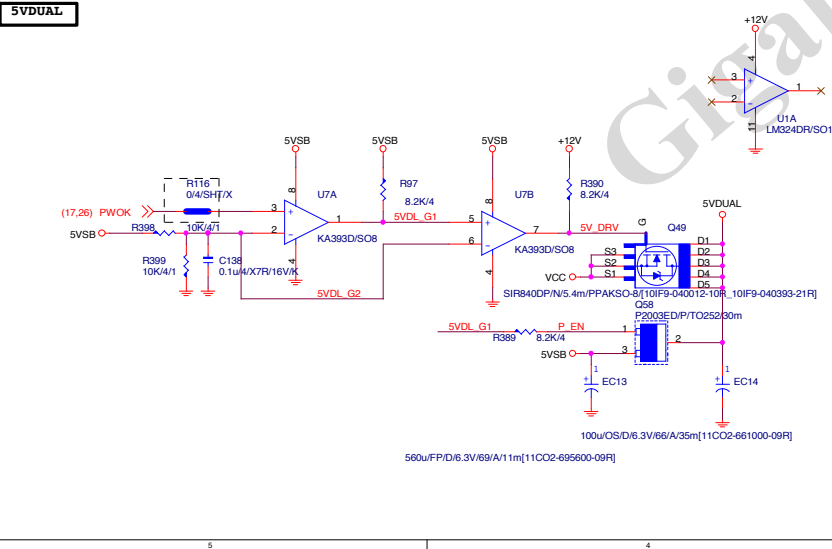 5VDUAL
+12V
4
3
+
2
−
1
11
U1A
LM324DR/SO1
Giga
5VSB
5VSB
5VSB
+12V
R116
0/4/SHT/X
(17,26) PWOK
8
U7A
3
+
1
2
−
4
KA393D/SO8
R97
8.2K/4
5VDL_G1
5VSB
R398
10K/4/1
R399
10K/4/1
C138
0.1u/4/X7R/16V/K
5VDL_G2
8
U7B
5
+
7
6
−
4
KA393D/SO8
R390
8.2K/4
5V_DRV
G
Q49
5VDUAL
S3
S2
S1
D1
D2
D3
D4
D5
VCC
SIR840DP/N/5.4m/PPAKSO-8/[10IF9-040012-10R_10IF9-040393-21R]
Q58
P2003ED/P/TO252/30m
5VDL_G1
R389
8.2K/4
P_EN
1
2
3
5VSB
+
1
EC13
+
1
EC14
100u/OS/D/6.3V/66/A/35m[11CO2-661000-09R]
560u/FP/D/6.3V/69/A/11m[11CO2-695600-09R]
5
4